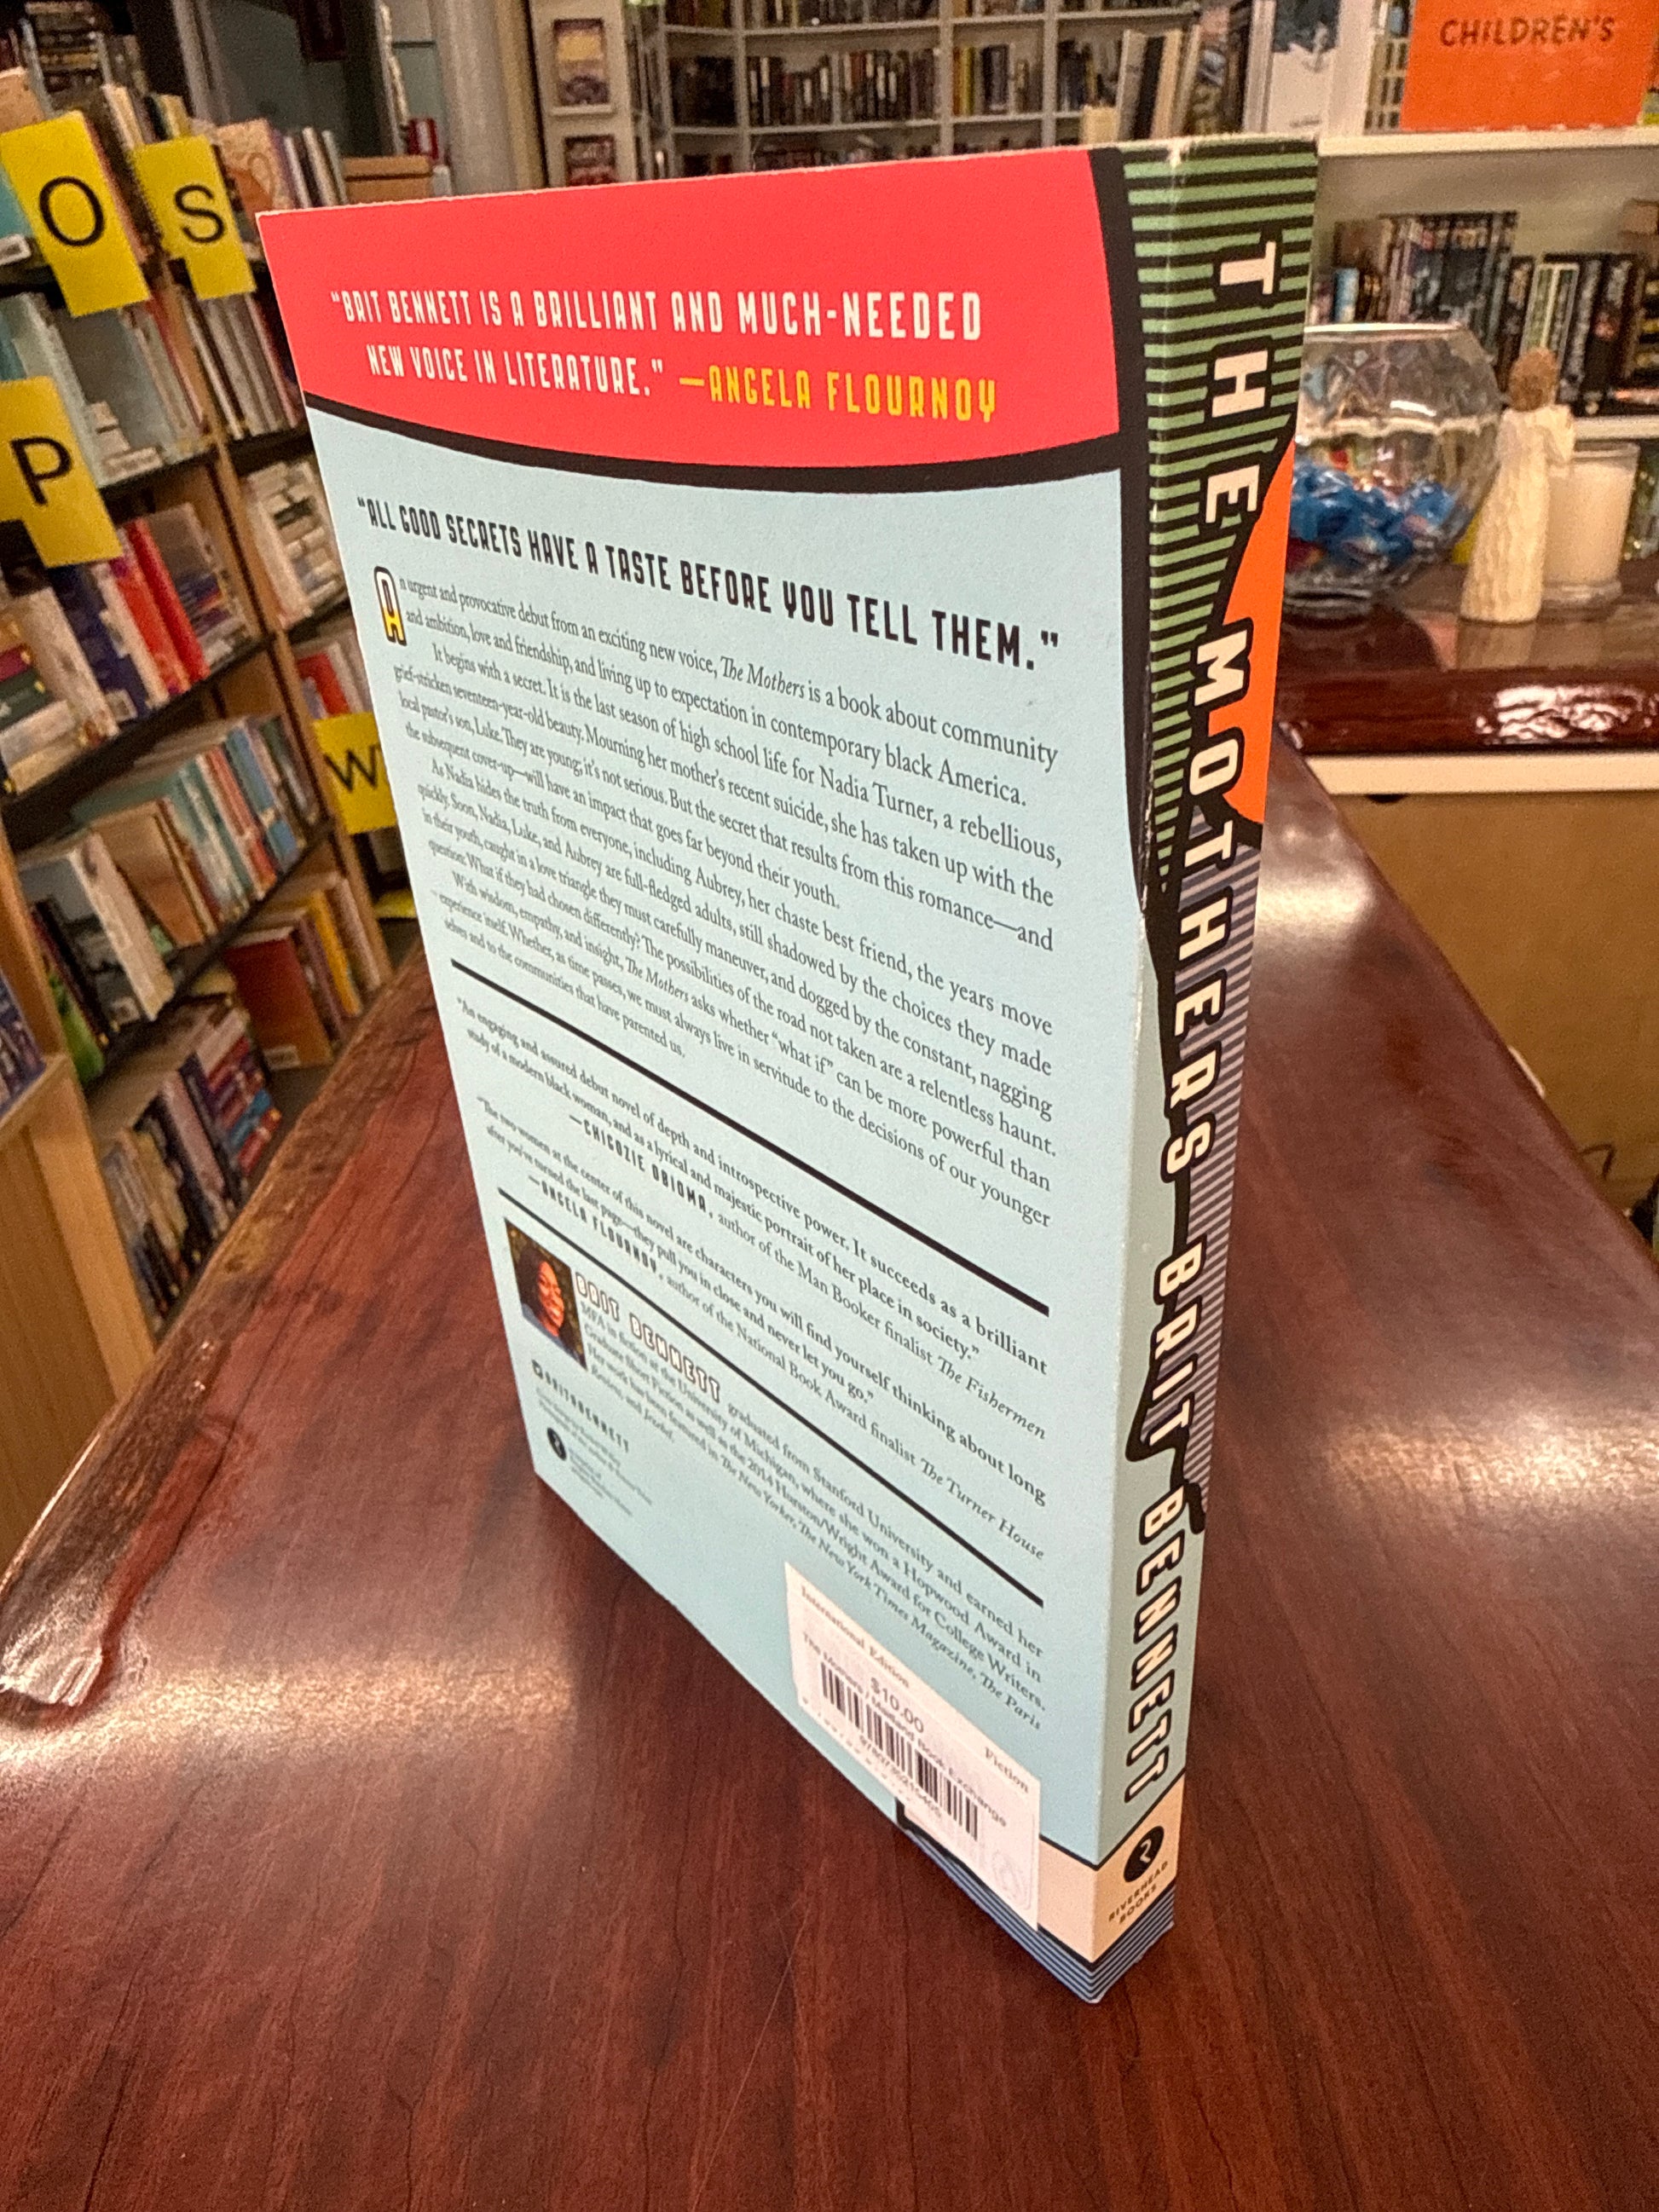 CHILDREN'S
O
S
P
W
"BRIT BENNETT IS A BRILLIANT AND MUCH-NEEDED
NEW VOICE IN LITERATURE." —ANGELA FLOURNOY
"ALL GOOD SECRETS HAVE A TASTE BEFORE YOU TELL THEM."
An urgent and provocative debut from an exciting new voice, The Mothers is a book about community
and ambition, love and friendship, and living up to expectation in contemporary black America.
It begins with a secret. It is the last season of high school life for Nadia Turner, a rebellious,
grief-stricken seventeen-year-old beauty. Mourning her mother's recent suicide, she has taken up with the
local pastor's son, Luke. They are young; it's not serious. But the secret that results from this romance—and
the subsequent cover-up—will have an impact that goes far beyond their youth.
As Nadia hides the truth from everyone, including Aubrey, her chaste best friend, the years move
quickly. Soon, Nadia, Luke, and Aubrey are full-fledged adults, still shadowed by the choices they made
in their youth, caught in a love triangle they must carefully maneuver, and dogged by the constant, nagging
question: What if they had chosen differently? The possibilities of the road not taken are a relentless haunt.
With wisdom, empathy, and insight, The Mothers asks whether "what if" can be more powerful than
experience itself. Whether, as time passes, we must always live in servitude to the decisions of our younger
selves and to the communities that have parented us.
"An engaging and assured debut novel of depth and introspective power. It succeeds as a brilliant
study of a modern black woman, and as a lyrical and majestic portrait of her place in society."
—CHIGOZIE OBIOMA, author of the Man Booker finalist The Fishermen
"The two women at the center of this novel are characters you will find yourself thinking about long
after you've turned the last page—they pull you in close and never let you go."
—ANGELA FLOURNOY, author of the National Book Award finalist The Turner House
BRIT BENNETT graduated from Stanford University and earned her
MFA in fiction at the University of Michigan, where she won a Hopwood Award in
Graduate Short Fiction as well as the 2014 Hurston/Wright Award for College Writers.
Her work has been featured in The New Yorker, The New York Times Magazine, The Paris
Review, and Jezebel.
BRITRBENNETT
International Edition
Fiction
$10.00
The Mothers / Mallard Book Exchange
THE MOTHERS BRIT BENNETT
RIVERHEAD
BOOKS